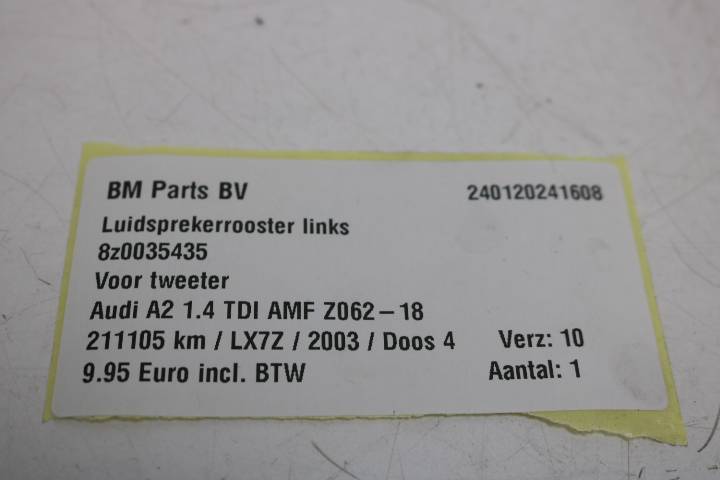 BM Parts BV 240120241608
Luidsprekerrooster links
8z0035435
Voor tweeter
Audi A2 1.4 TDI AMF Z062-18
211105 km / LX7Z / 2003 / Doos 4 Verz: 10
9.95 Euro incl. BTW Aantal: 1